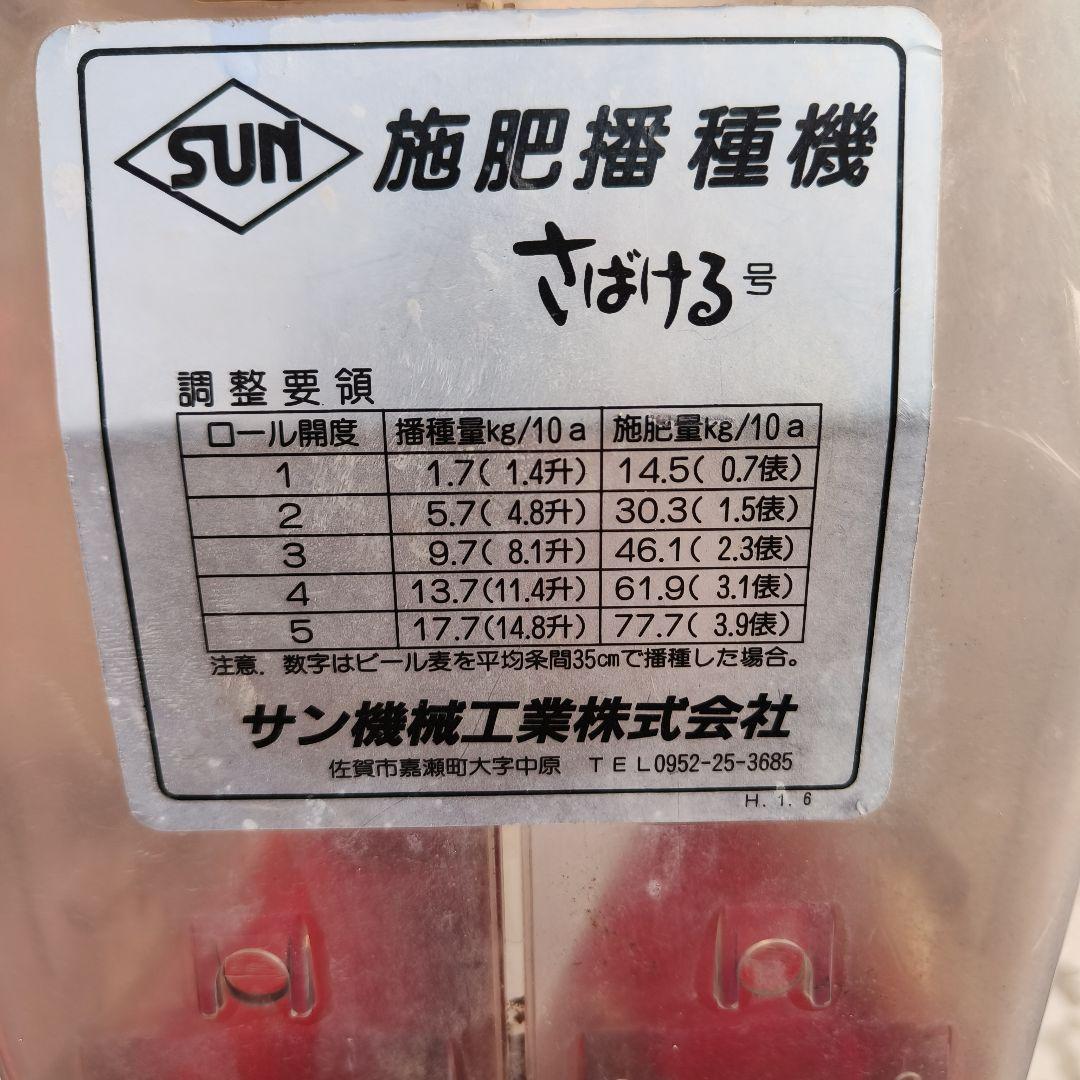 SUN 施肥播種機
さばける号
調整要領
ロール開度 播種量kg/10a 施肥量kg/10a
1 1.7( 1.4升) 14.5( 0.7俵)
2 5.7( 4.8升) 30.3( 1.5俵)
3 9.7( 8.1升) 46.1( 2.3俵)
4 13.7(11.4升) 61.9( 3.1俵)
5 17.7(14.8升) 77.7( 3.9俵)
注意. 数字はビール麦を平均条間35cmで播種した場合。
サン機械工業株式会社
佐賀市嘉瀬町大字中原 TEL0952-25-3685
H. 1. 6